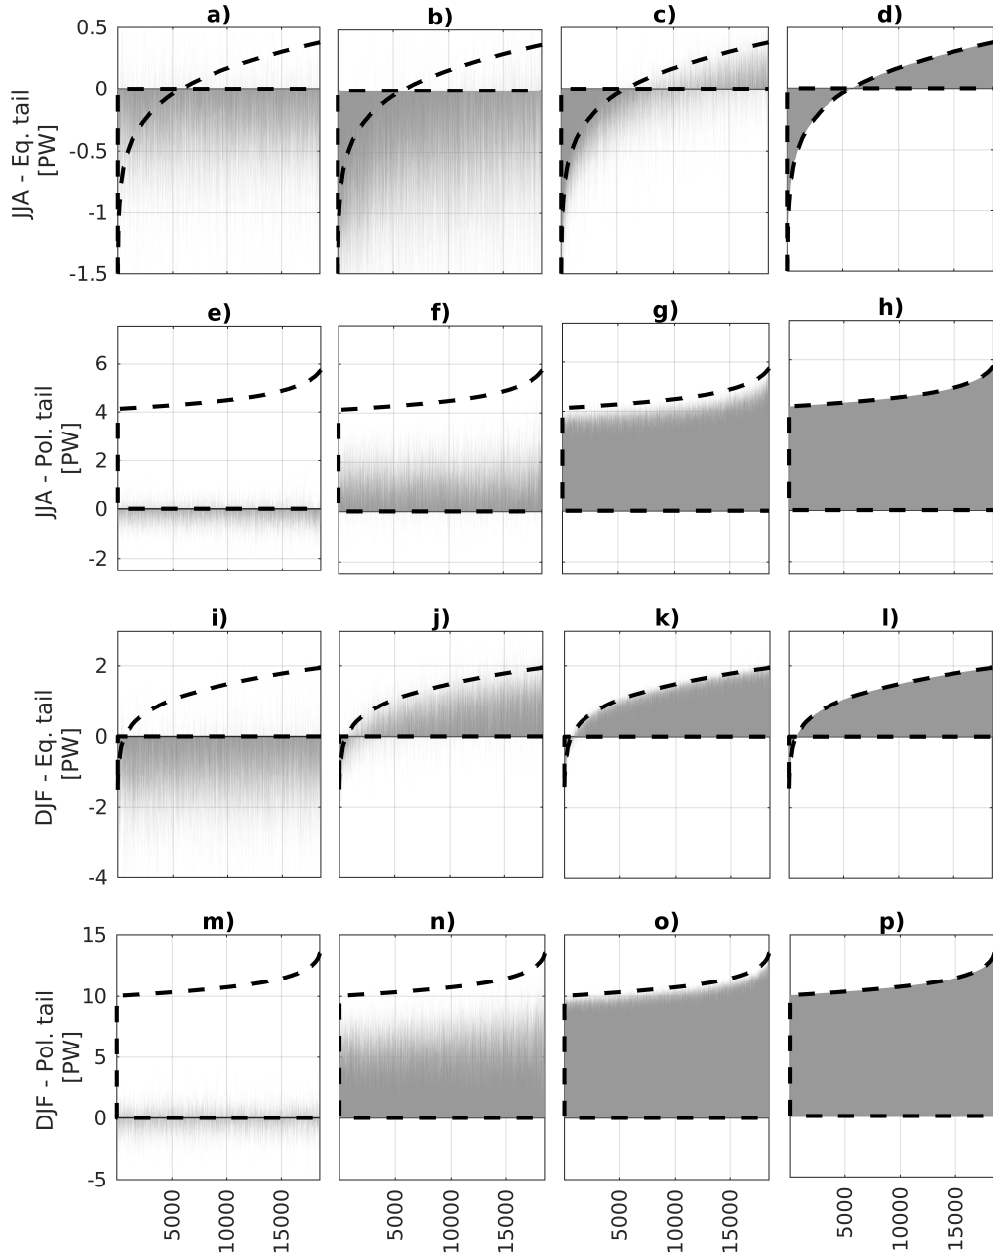 a) b) c) d)
JJA - Eq. tail
[PW]
0.5
0
-0.5
-1
-1.5
5000 10000 15000 5000 10000 15000 5000 10000 15000 5000 10000 15000
e) f) g) h)
JJA - Pol. tail
[PW]
6
4
2
0
-2
i) j) k) l)
DJF - Eq. tail
[PW]
2
0
-2
-4
m) n) o) p)
DJF - Pol. tail
[PW]
15
10
5
0
-5